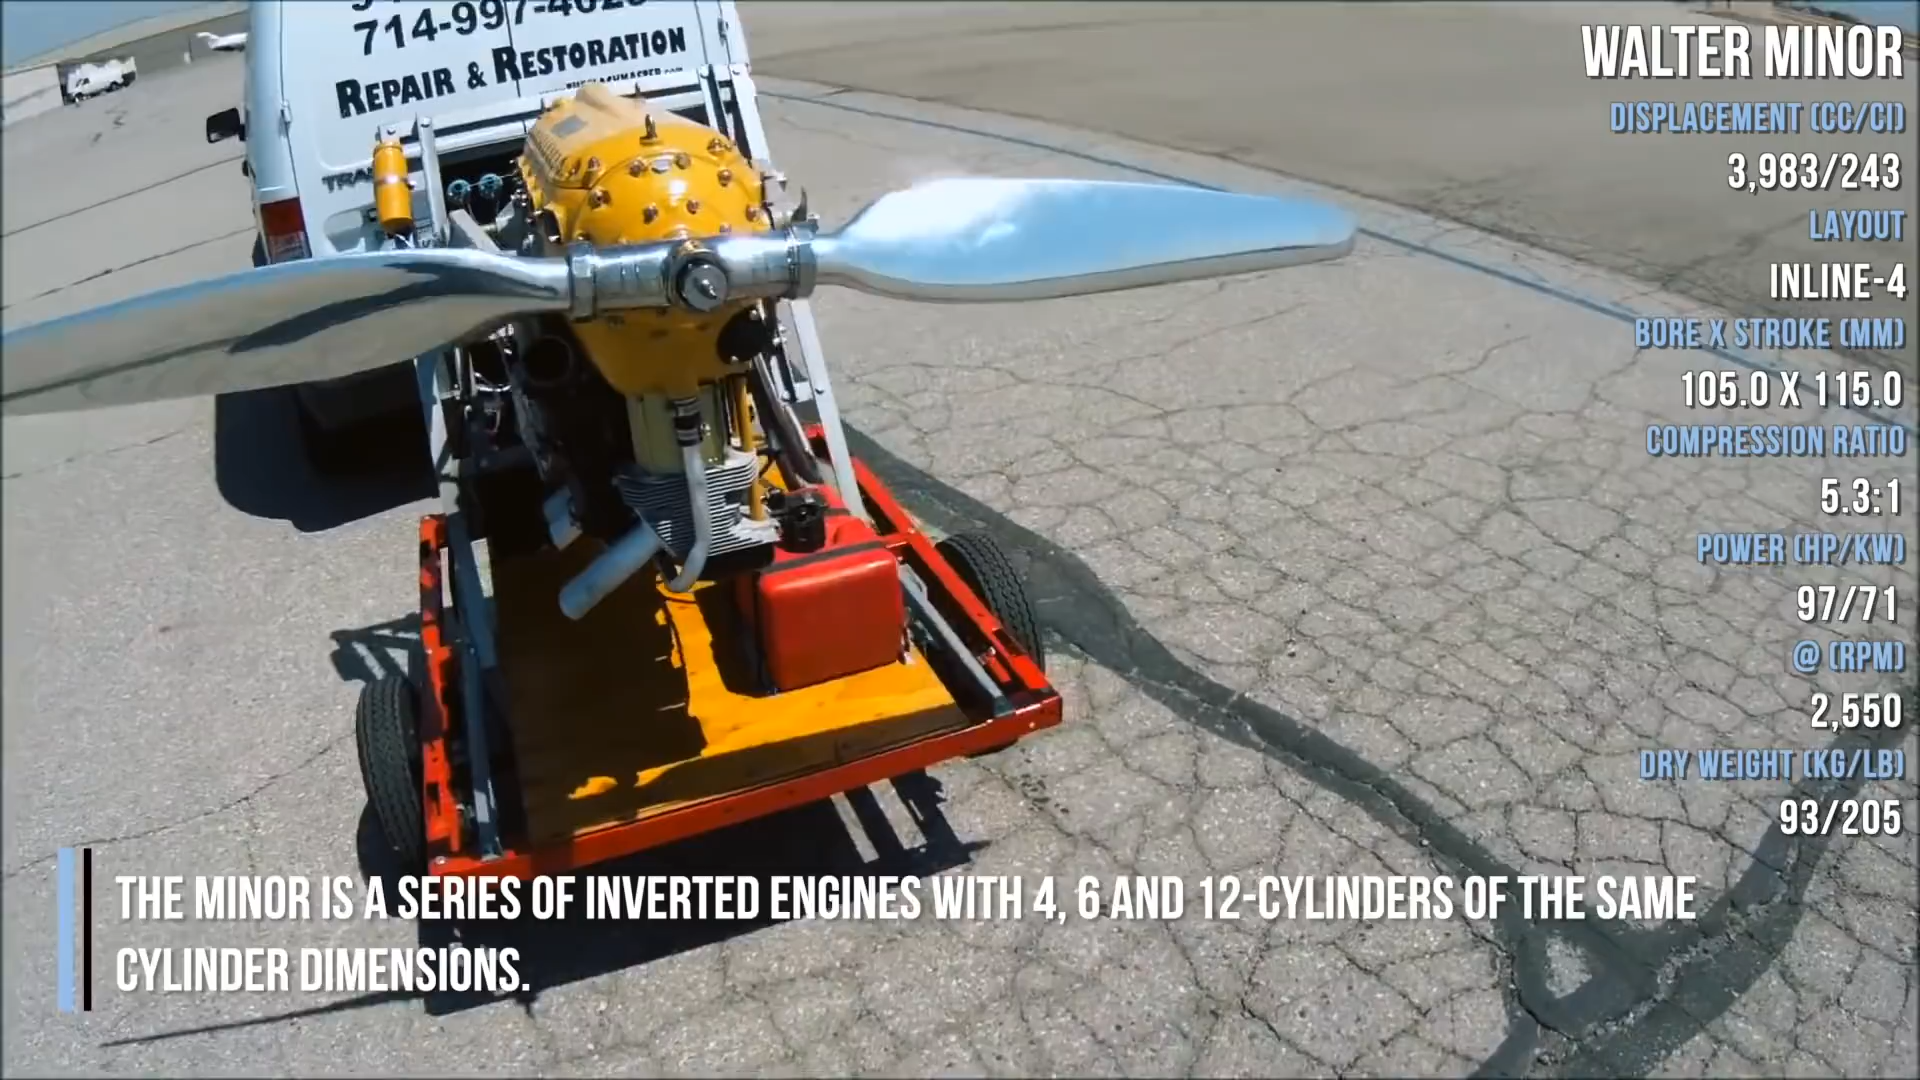 REPAIR & RESTORATION
WALTER MINOR
DISPLACEMENT (CC/CI)
3,983/243
LAYOUT
INLINE-4
BORE X STROKE (MM)
105.0 X 115.0
COMPRESSION RATIO
5.3:1
POWER (HP/KW)
97/71
@ (RPM)
2,550
DRY WEIGHT (KG/LB)
93/205
THE MINOR IS A SERIES OF INVERTED ENGINES WITH 4, 6 AND 12-CYLINDERS OF THE SAME
CYLINDER DIMENSIONS.